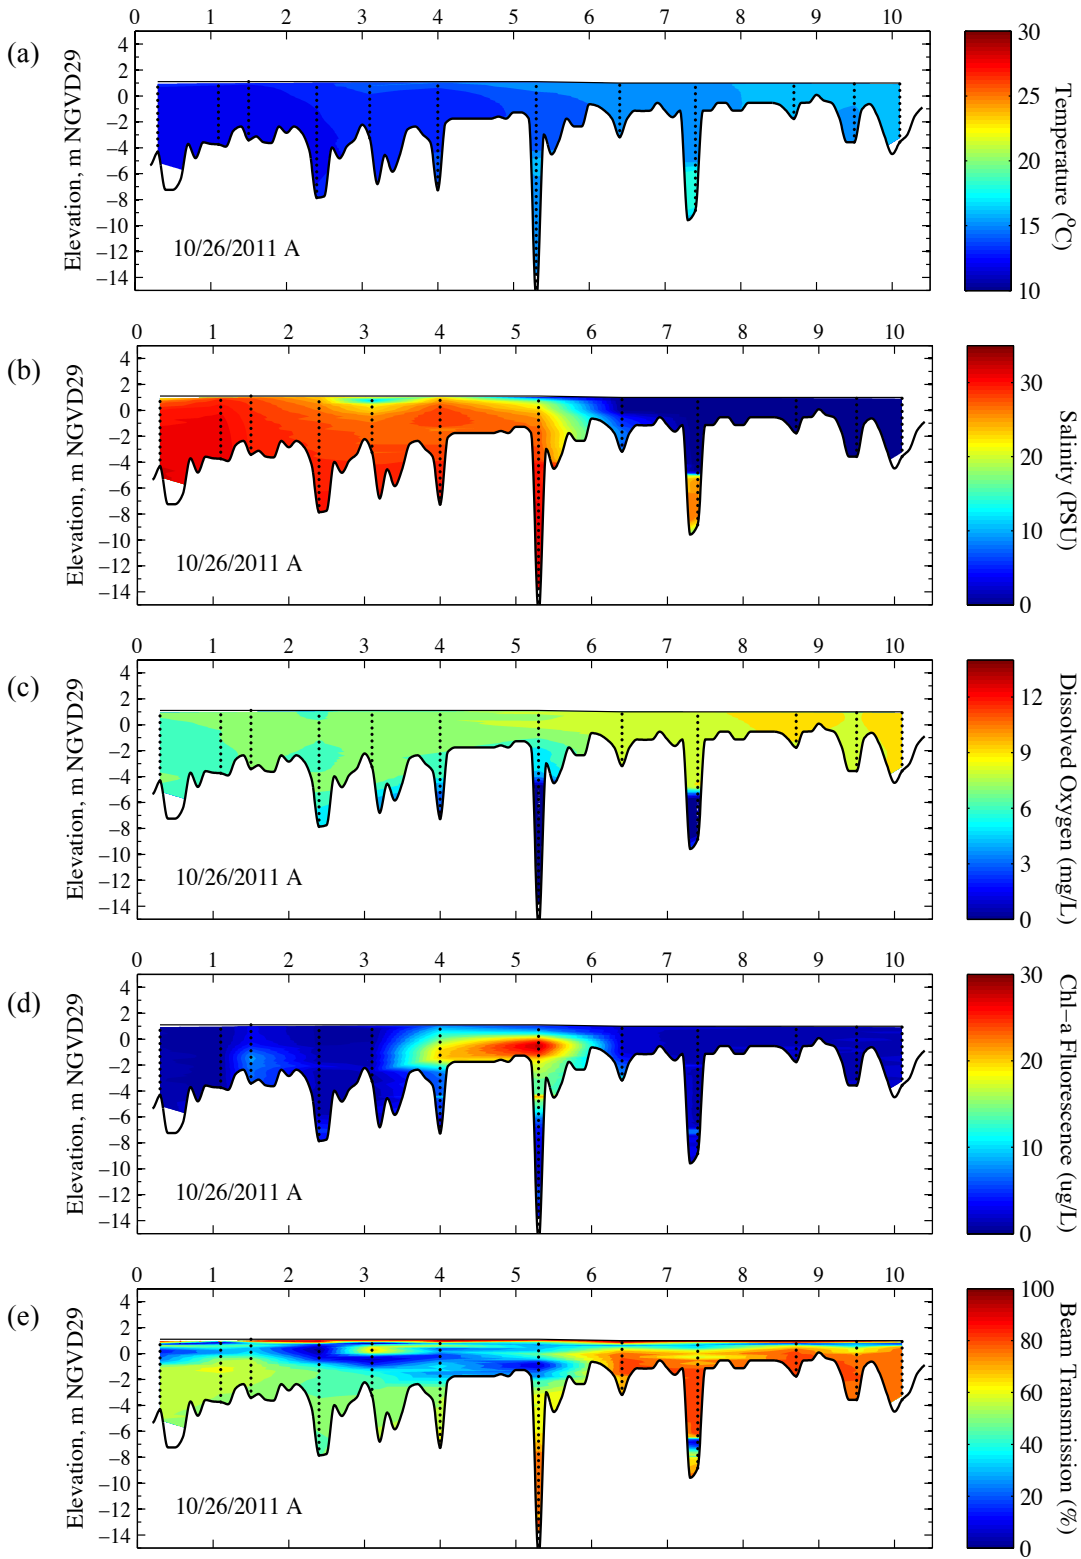 0 1 2 3 4 5 6 7 8 9 10
(a)
Elevation, m NGVD29
4
2
0
−2
−4
−6
−8
−10
−12
−14
10/26/2011 A
30
25
20
15
10
Temperature (°C)
0 1 2 3 4 5 6 7 8 9 10
(b)
Elevation, m NGVD29
4
2
0
−2
−4
−6
−8
−10
−12
−14
10/26/2011 A
30
20
10
0
Salinity (PSU)
0 1 2 3 4 5 6 7 8 9 10
(c)
Elevation, m NGVD29
4
2
0
−2
−4
−6
−8
−10
−12
−14
10/26/2011 A
12
9
6
3
0
Dissolved Oxygen (mg/L)
0 1 2 3 4 5 6 7 8 9 10
(d)
Elevation, m NGVD29
4
2
0
−2
−4
−6
−8
−10
−12
−14
10/26/2011 A
30
20
10
0
Chl−a Fluorescence (ug/L)
0 1 2 3 4 5 6 7 8 9 10
(e)
Elevation, m NGVD29
4
2
0
−2
−4
−6
−8
−10
−12
−14
10/26/2011 A
100
80
60
40
20
0
Beam Transmission (%)